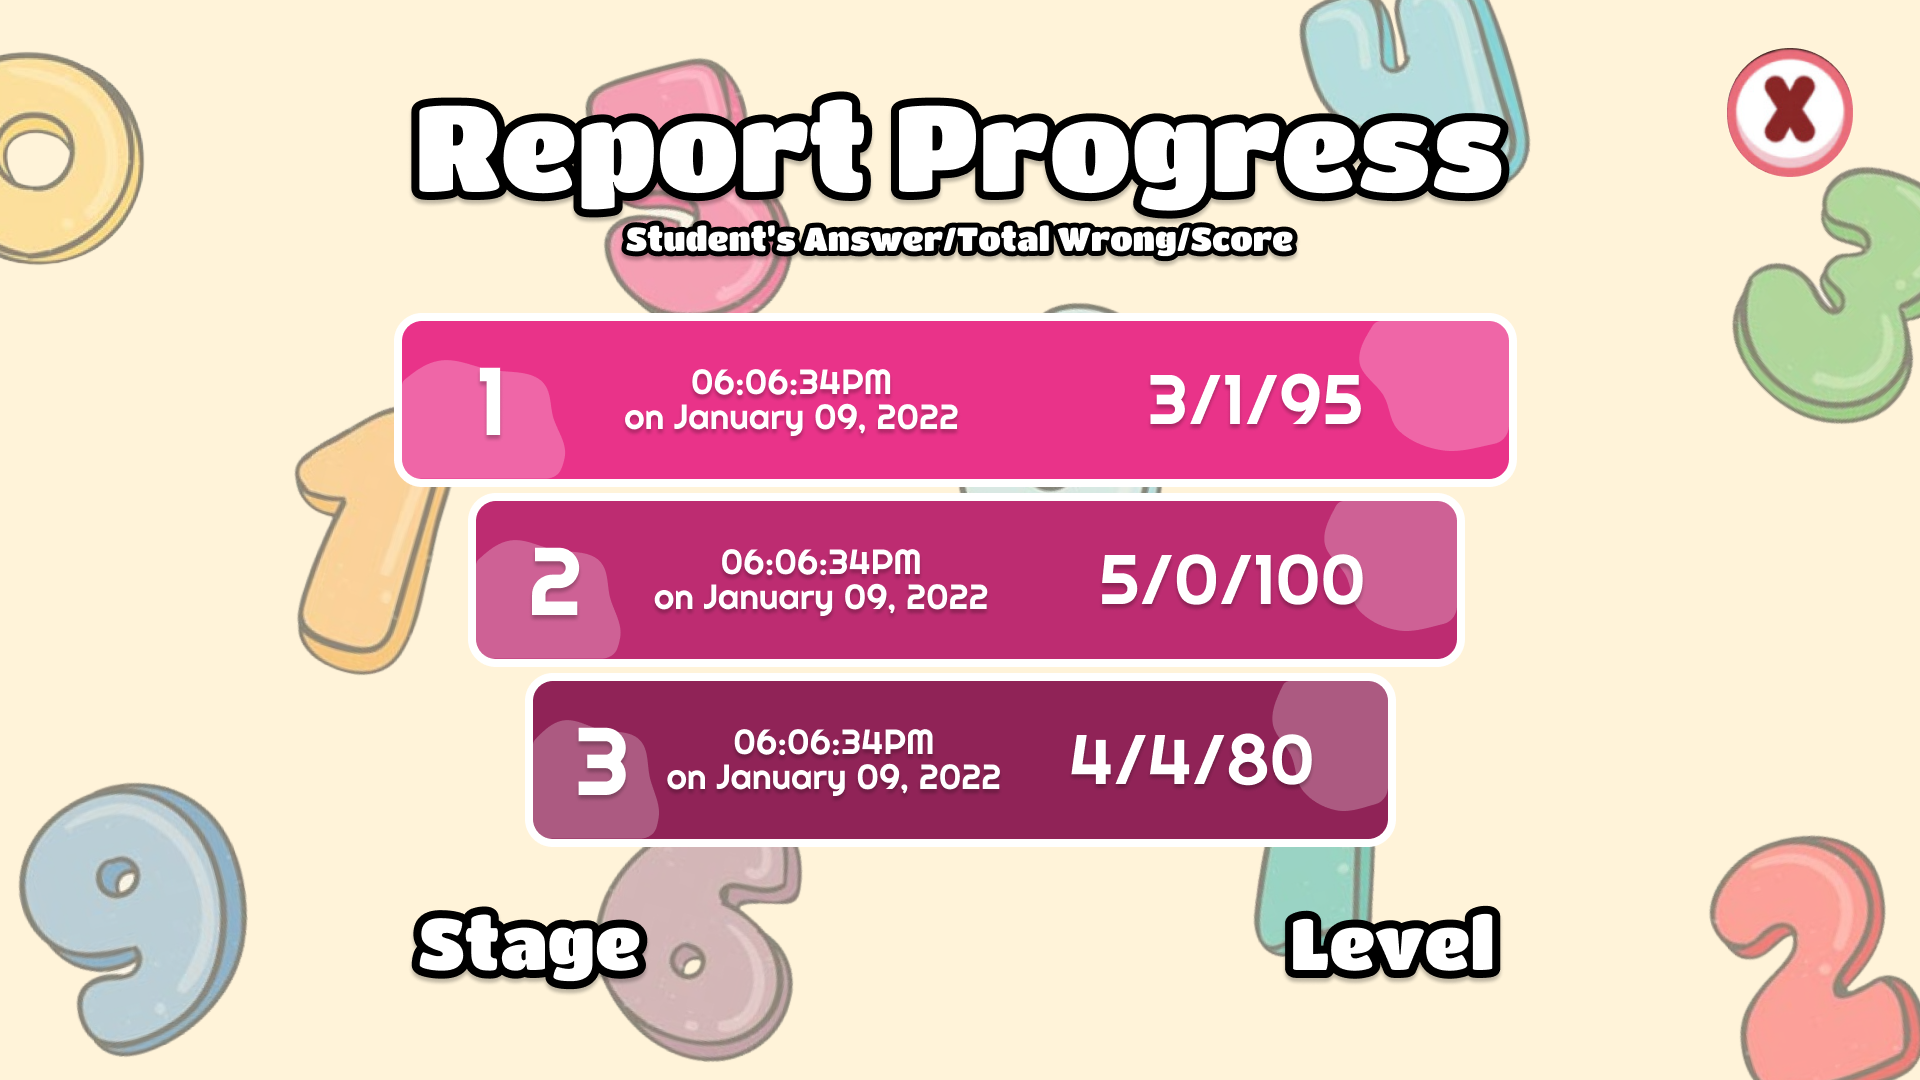 X
Report Progress
Student's Answer/Total Wrong/Score
1
06:06:34PM
on January 09, 2022
3/1/95
2
06:06:34PM
on January 09, 2022
5/0/100
3
06:06:34PM
on January 09, 2022
4/4/80
Stage
Level